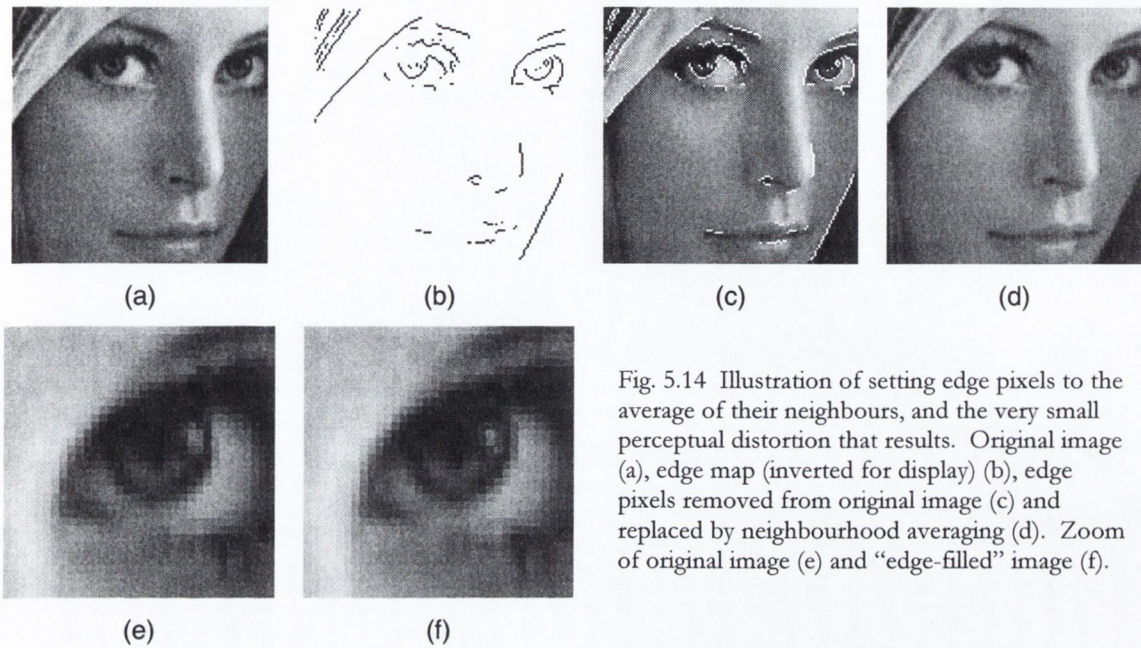 (a)
(b)
(c)
(d)
Fig. 5.14 Illustration of setting edge pixels to the
average of their neighbours, and the very small
perceptual distortion that results. Original image
(a), edge map (inverted for display) (b), edge
pixels removed from original image (c) and
replaced by neighbourhood averaging (d). Zoom
of original image (e) and “edge-filled” image (f).
(e)
(f)